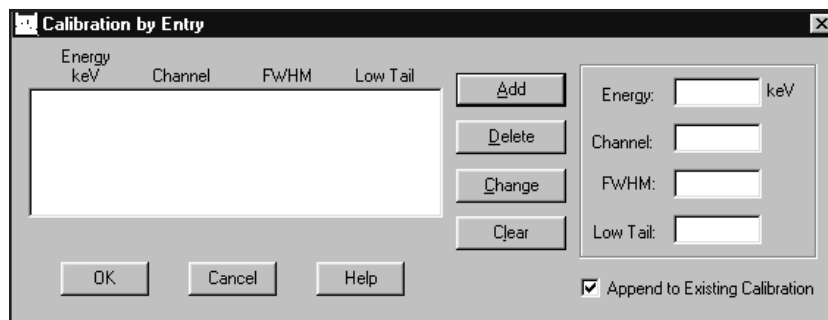 Calibration by Entry
Energy
keV Channel FWHM Low Tail
Add
Delete
Change
Clear
Energy: keV
Channel:
FWHM:
Low Tail:
OK Cancel Help
Append to Existing Calibration